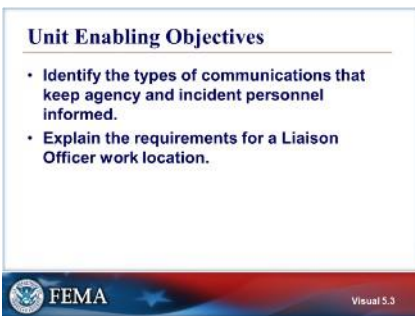 Unit Enabling Objectives
• Identify the types of communications that
keep agency and incident personnel
informed.
• Explain the requirements for a Liaison
Officer work location.
FEMA
Visual 5.3